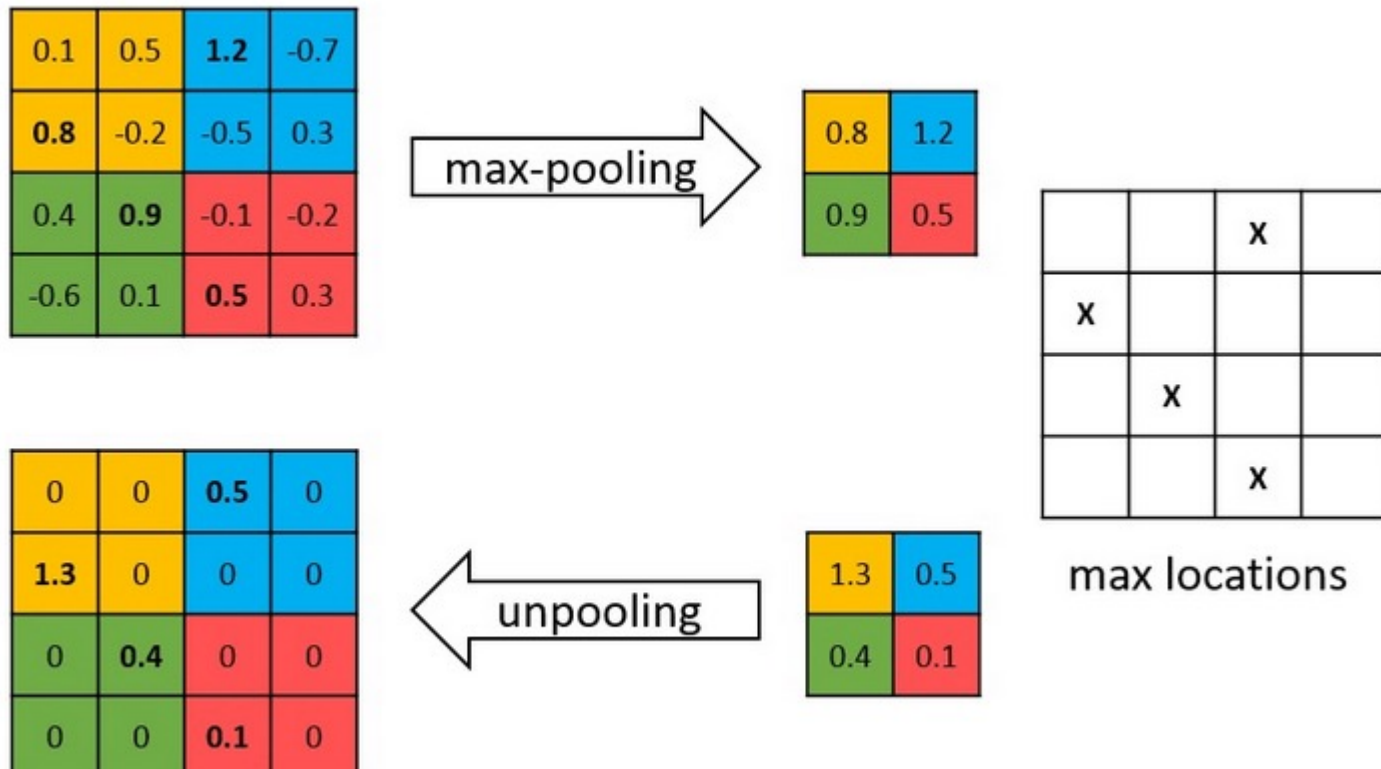 0.1 0.5 1.2 -0.7
0.8 -0.2 -0.5 0.3
0.4 0.9 -0.1 -0.2
-0.6 0.1 0.5 0.3
max-pooling
0.8 1.2
0.9 0.5
X
X
X
X
max locations
0 0 0.5 0
1.3 0 0 0
0 0.4 0 0
0 0 0.1 0
unpooling
1.3 0.5
0.4 0.1